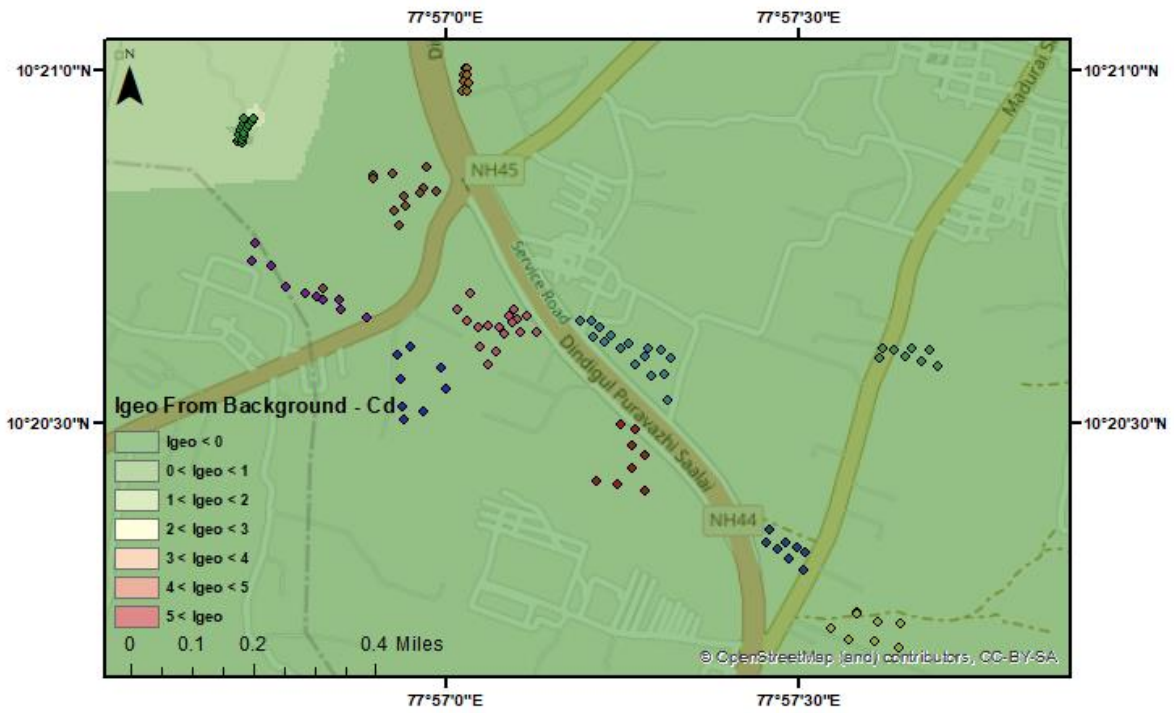 77°57'0"E 77°57'30"E
10°21'0"N 10°21'0"N
N
Di
Madurai S
NH45
Service Road
Dindigul Puravazhi Saalai
10°20'30"N 10°20'30"N
Igeo From Background - Cd
Igeo < 0
0 < Igeo < 1
1 < Igeo < 2
2 < Igeo < 3
3 < Igeo < 4
4 < Igeo < 5
5 < Igeo
NH44
0 0.1 0.2 0.4 Miles
© OpenStreetMap (and) contributors, CC-BY-SA
77°57'0"E 77°57'30"E